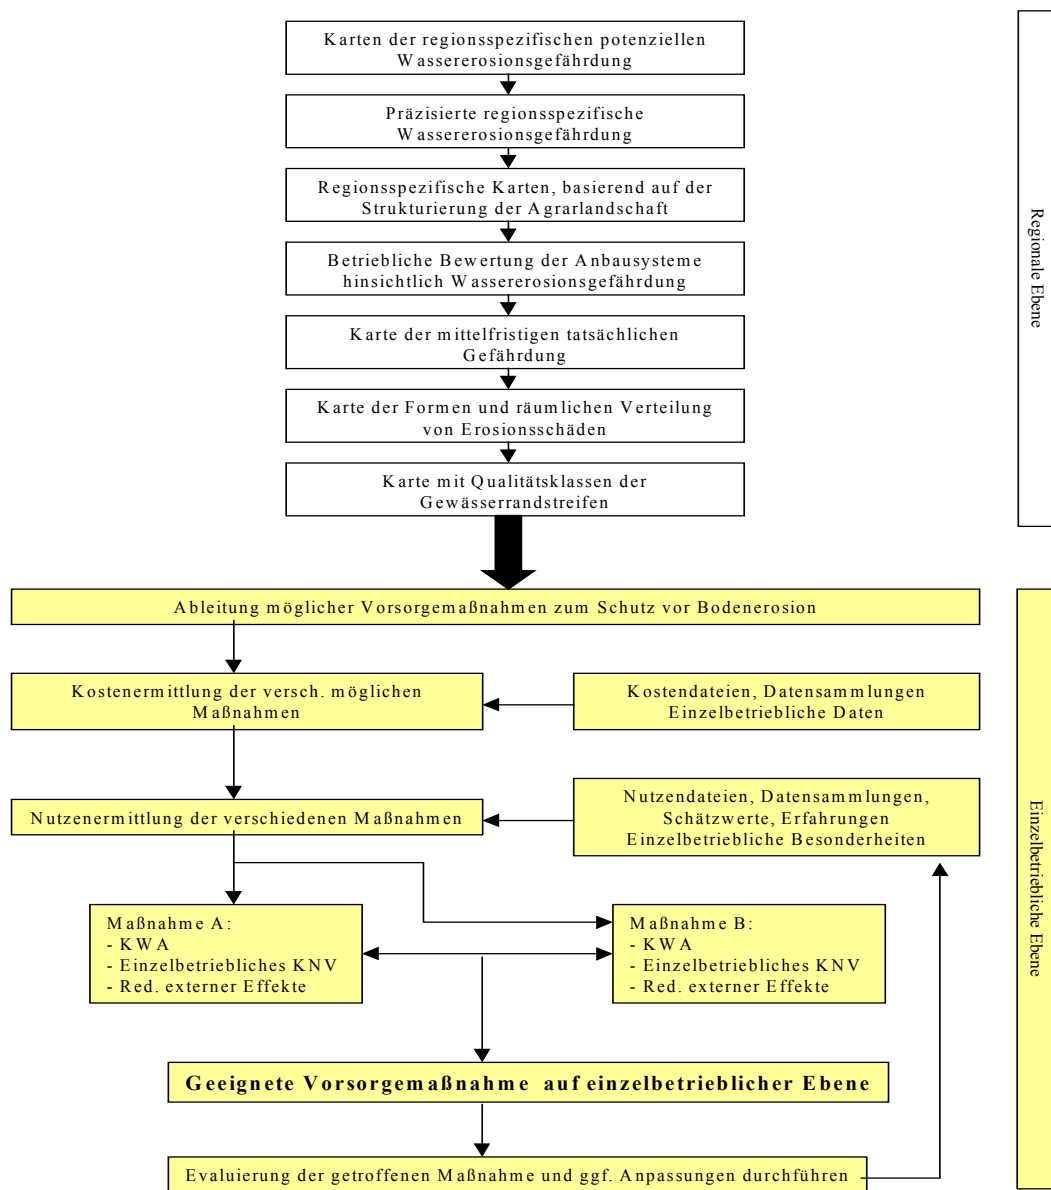 Karten der regionsspezifischen potenziellen
Wassererosionsgefährdung
Präzisierte regionsspezifische
Wassererosionsgefährdung
Regionsspezifische Karten, basierend auf der
Strukturierung der Agrarlandschaft
Betriebliche Bewertung der Anbausysteme
hinsichtlich Wassererosionsgefährdung
Karte der mittelfristigen tatsächlichen
Gefährdung
Karte der Formen und räumlichen Verteilung
von Erosionsschäden
Karte mit Qualitätsklassen der
Gewässerrandstreifen
Regionale Ebene
Ableitung möglicher Vorsorgemaßnahmen zum Schutz vor Bodenerosion
Kostenermittlung der versch. möglichen
Maßnahmen
Kostendateien, Datensammlungen
Einzelbetriebliche Daten
Nutzenermittlung der verschiedenen Maßnahmen
Nutzendateien, Datensammlungen,
Schätzwerte, Erfahrungen
Einzelbetriebliche Besonderheiten
Maßnahme A:
- KWA
- Einzelbetriebliches KNV
- Red. externer Effekte
Maßnahme B:
- KWA
- Einzelbetriebliches KNV
- Red. externer Effekte
Geeignete Vorsorgemaßnahme auf einzelbetrieblicher Ebene
Evaluierung der getroffenen Maßnahme und ggf. Anpassungen durchführen
Einzelbetriebliche Ebene